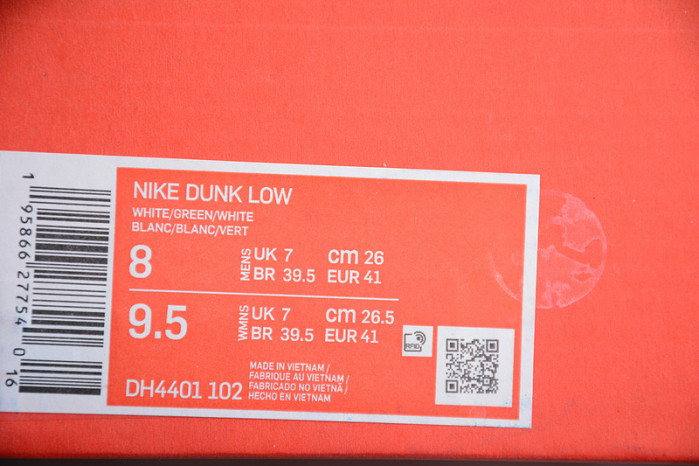 NIKE DUNK LOW
WHITE/GREEN/WHITE
BLANC/BLANC/VERT
8 MENS UK 7 cm 26
BR 39.5 EUR 41
9.5 WMNS UK 7 cm 26.5
BR 39.5 EUR 41
RFID
MADE IN VIETNAM /
FABRIQUE AU VIETNAM /
FABRICADO NO VIETNÃ /
HECHO EN VIETNAM
DH4401 102
1 95866 27754 0 16